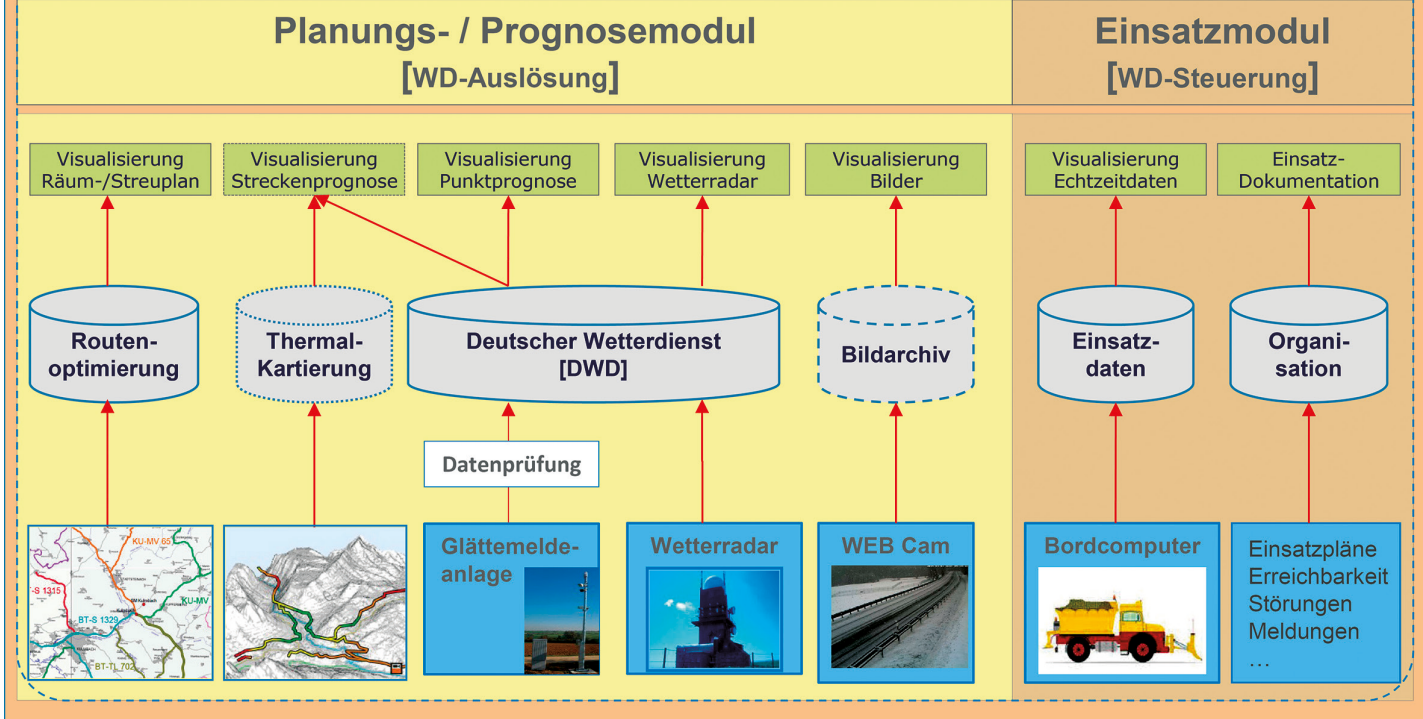 Planungs- / Prognosemodul
[WD-Auslösung]
Einsatzmodul
[WD-Steuerung]
Visualisierung
Räum-/Streuplan
Visualisierung
Streckenprognose
Visualisierung
Punktprognose
Visualisierung
Wetterradar
Visualisierung
Bilder
Visualisierung
Echtzeitdaten
Einsatz-
Dokumentation
Routen-
optimierung
Thermal-
Kartierung
Deutscher Wetterdienst
[DWD]
Bildarchiv
Einsatz-
daten
Organi-
sation
Datenprüfung
KU-MV 65
T-S 1315
KU-MV
BT-S 1329
BT-TL 702
Glättemelde-
anlage
Wetterradar
WEB Cam
Bordcomputer
Einsatzpläne
Erreichbarkeit
Störungen
Meldungen
...